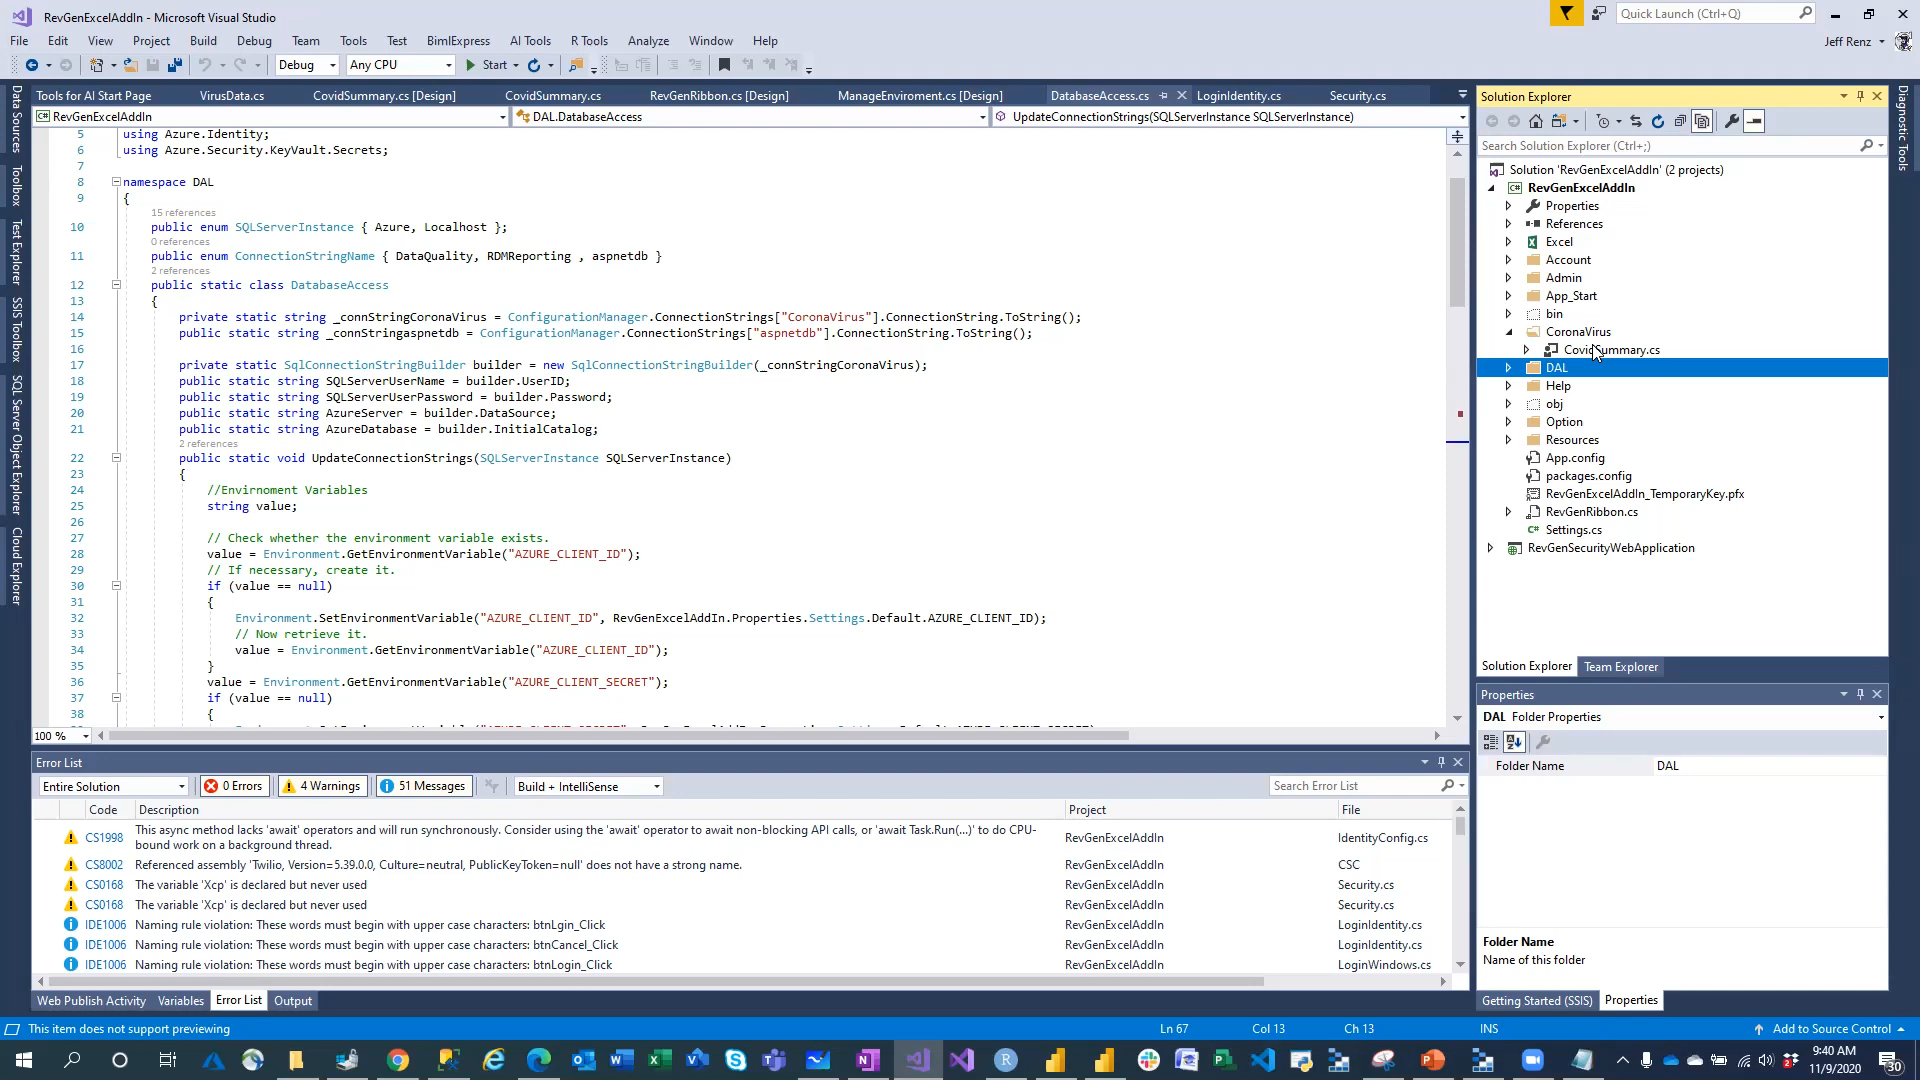 RevGenExcelAddIn - Microsoft Visual Studio
Quick Launch (Ctrl+Q)
File Edit View Project Build Debug Team Tools Test BimlExpress AI Tools R Tools Analyze Window Help
Jeff Renz
Debug Any CPU Start
Data Sources
Toolbox
Test Explorer
SSIS Toolbox
SQL Server Object Explorer
Cloud Explorer
Tools for AI Start Page VirusData.cs CovidSummary.cs [Design] CovidSummary.cs RevGenRibbon.cs [Design] ManageEnviroment.cs [Design] DatabaseAccess.cs LoginIdentity.cs Security.cs
RevGenExcelAddIn DAL.DatabaseAccess UpdateConnectionStrings(SQLServerInstance SQLServerInstance)
5 using Azure.Identity;
6 using Azure.Security.KeyVault.Secrets;
7
8 namespace DAL
9 {
15 references
10 public enum SQLServerInstance { Azure, Localhost };
0 references
11 public enum ConnectionStringName { DataQuality, RDMReporting , aspnetdb }
2 references
12 public static class DatabaseAccess
13 {
14 private static string _connStringCoronaVirus = ConfigurationManager.ConnectionStrings["CoronaVirus"].ConnectionString.ToString();
15 public static string _connStringaspnetdb = ConfigurationManager.ConnectionStrings["aspnetdb"].ConnectionString.ToString();
16
17 private static SqlConnectionStringBuilder builder = new SqlConnectionStringBuilder(_connStringCoronaVirus);
18 public static string SQLServerUserName = builder.UserID;
19 public static string SQLServerUserPassword = builder.Password;
20 public static string AzureServer = builder.DataSource;
21 public static string AzureDatabase = builder.InitialCatalog;
2 references
22 public static void UpdateConnectionStrings(SQLServerInstance SQLServerInstance)
23 {
24 //Envirnoment Variables
25 string value;
26
27 // Check whether the environment variable exists.
28 value = Environment.GetEnvironmentVariable("AZURE_CLIENT_ID");
29 // If necessary, create it.
30 if (value == null)
31 {
32 Environment.SetEnvironmentVariable("AZURE_CLIENT_ID", RevGenExcelAddIn.Properties.Settings.Default.AZURE_CLIENT_ID);
33 // Now retrieve it.
34 value = Environment.GetEnvironmentVariable("AZURE_CLIENT_ID");
35 }
36 value = Environment.GetEnvironmentVariable("AZURE_CLIENT_SECRET");
37 if (value == null)
38 {
100 %
Error List
Entire Solution 0 Errors 4 Warnings 51 Messages Build + IntelliSense Search Error List
Code Description Project File
CS1998 This async method lacks 'await' operators and will run synchronously. Consider using the 'await' operator to await non-blocking API calls, or 'await Task.Run(...)' to do CPU-
bound work on a background thread. RevGenExcelAddIn IdentityConfig.cs
CS8002 Referenced assembly 'Twilio, Version=5.39.0.0, Culture=neutral, PublicKeyToken=null' does not have a strong name. RevGenExcelAddIn CSC
CS0168 The variable 'Xcp' is declared but never used RevGenExcelAddIn Security.cs
CS0168 The variable 'Xcp' is declared but never used RevGenExcelAddIn Security.cs
IDE1006 Naming rule violation: These words must begin with upper case characters: btnLgin_Click RevGenExcelAddIn LoginIdentity.cs
IDE1006 Naming rule violation: These words must begin with upper case characters: btnCancel_Click RevGenExcelAddIn LoginIdentity.cs
IDE1006 Naming rule violation: These words must begin with upper case characters: btnLogin_Click RevGenExcelAddIn LoginWindows.cs
Web Publish Activity Variables Error List Output
Solution Explorer
Search Solution Explorer (Ctrl+;)
Solution 'RevGenExcelAddIn' (2 projects)
RevGenExcelAddIn
Properties
References
Excel
Account
Admin
App_Start
bin
CoronaVirus
CovidSummary.cs
DAL
Help
obj
Option
Resources
App.config
packages.config
RevGenExcelAddIn_TemporaryKey.pfx
RevGenRibbon.cs
Settings.cs
RevGenSecurityWebApplication
Solution Explorer Team Explorer
Properties
DAL Folder Properties
Folder Name DAL
Folder Name
Name of this folder
Getting Started (SSIS) Properties
Diagnostic Tools
This item does not support previewing Ln 67 Col 13 Ch 13 INS Add to Source Control
9:40 AM
11/9/2020
30